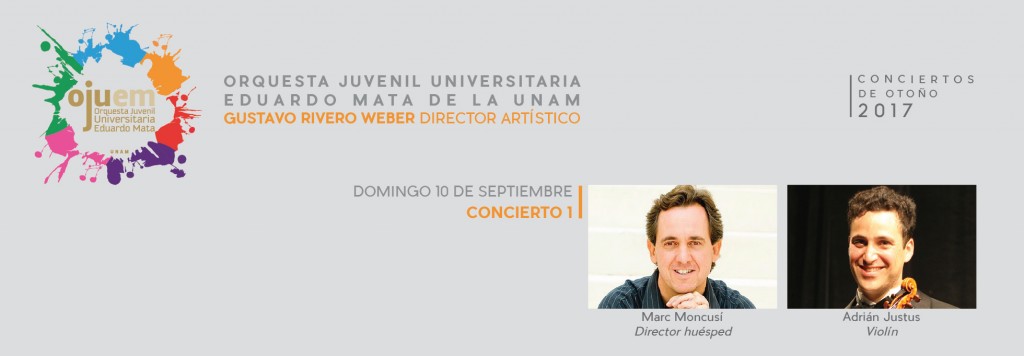 ojuem
Orquesta Juvenil
Universitaria
Eduardo Mata
UNAM
ORQUESTA JUVENIL UNIVERSITARIA
EDUARDO MATA DE LA UNAM
GUSTAVO RIVERO WEBER DIRECTOR ARTÍSTICO
CONCIERTOS
DE OTOÑO
2017
DOMINGO 10 DE SEPTIEMBRE
CONCIERTO 1
Marc Moncusí
Director huésped
Adrián Justus
Violín